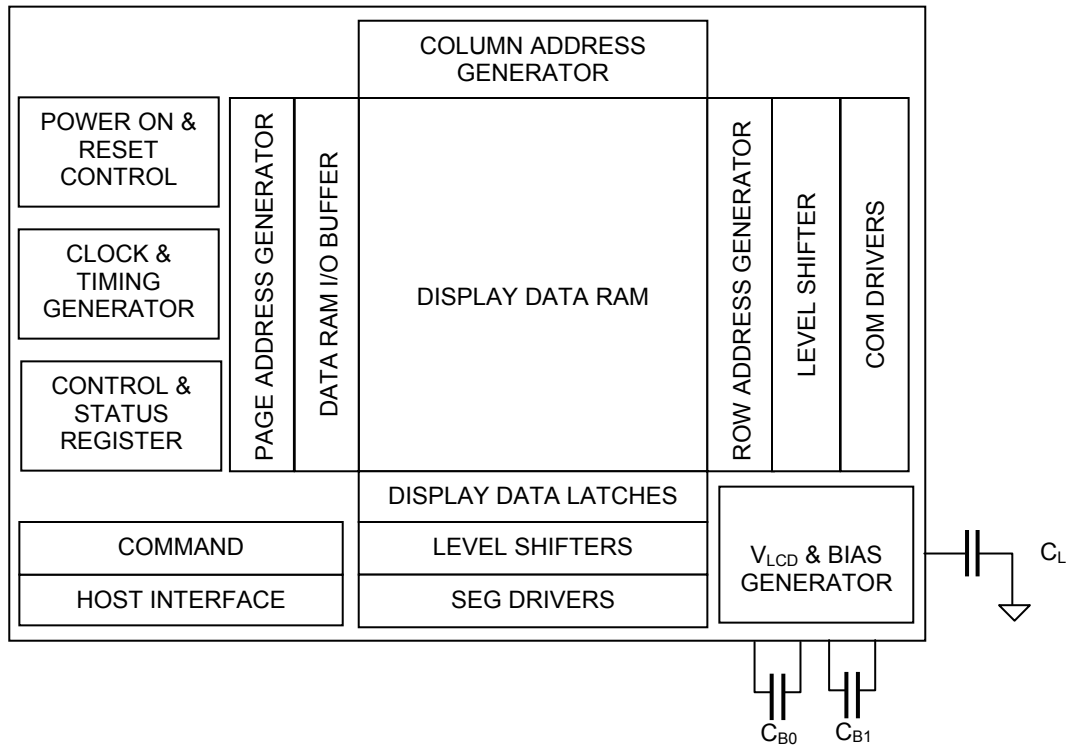 COLUMN ADDRESS
GENERATOR
POWER ON &
RESET
CONTROL
CLOCK &
TIMING
GENERATOR
CONTROL &
STATUS
REGISTER
PAGE ADDRESS GENERATOR
DATA RAM I/O BUFFER
DISPLAY DATA RAM
ROW ADDRESS GENERATOR
LEVEL SHIFTER
COM DRIVERS
DISPLAY DATA LATCHES
COMMAND
LEVEL SHIFTERS
HOST INTERFACE
SEG DRIVERS
VLCD & BIAS
GENERATOR
CL
CB0
CB1